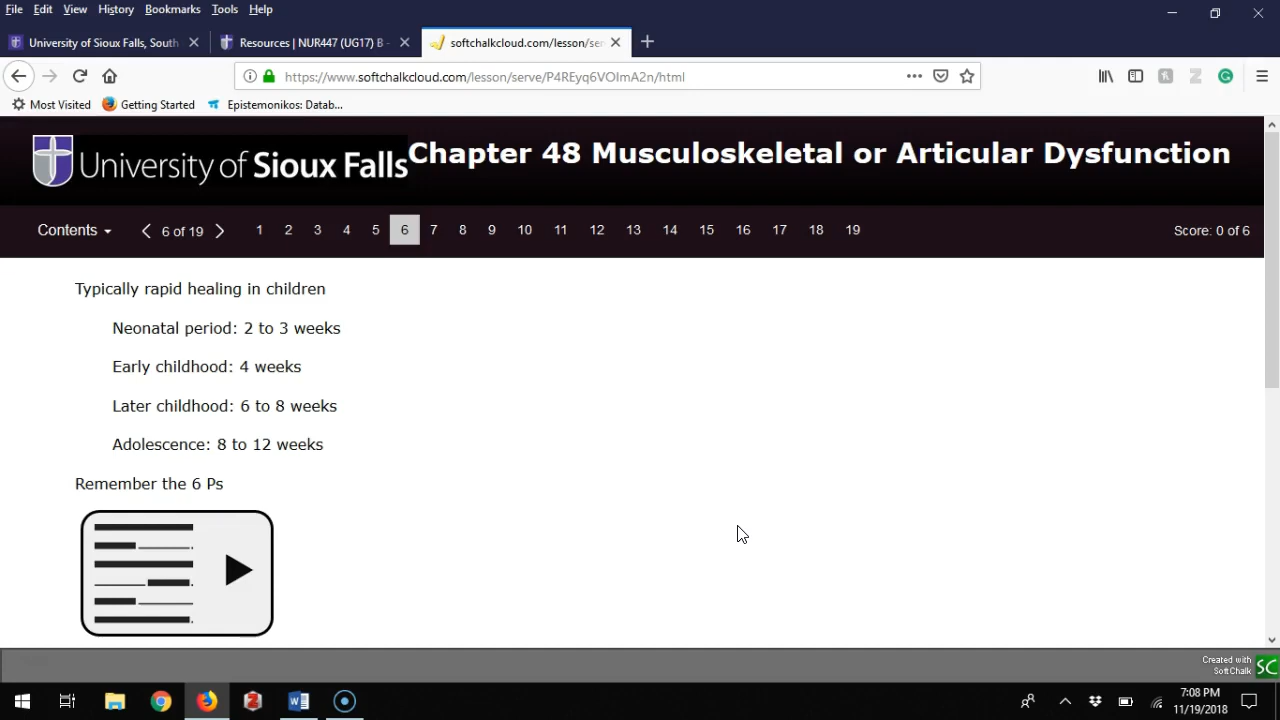 File Edit View History Bookmarks Tools Help
University of Sioux Falls, South
Resources | NUR447 (UG17) B -
softchalkcloud.com/lesson/ser
https://www.softchalkcloud.com/lesson/serve/P4REyq6VOImA2n/html
Most Visited Getting Started Epistemonikos: Datab...
University of Sioux Falls
Chapter 48 Musculoskeletal or Articular Dysfunction
Contents 6 of 19 1 2 3 4 5 6 7 8 9 10 11 12 13 14 15 16 17 18 19 Score: 0 of 6
Typically rapid healing in children
Neonatal period: 2 to 3 weeks
Early childhood: 4 weeks
Later childhood: 6 to 8 weeks
Adolescence: 8 to 12 weeks
Remember the 6 Ps
Created with
SoftChalk
SC
7:08 PM
11/19/2018